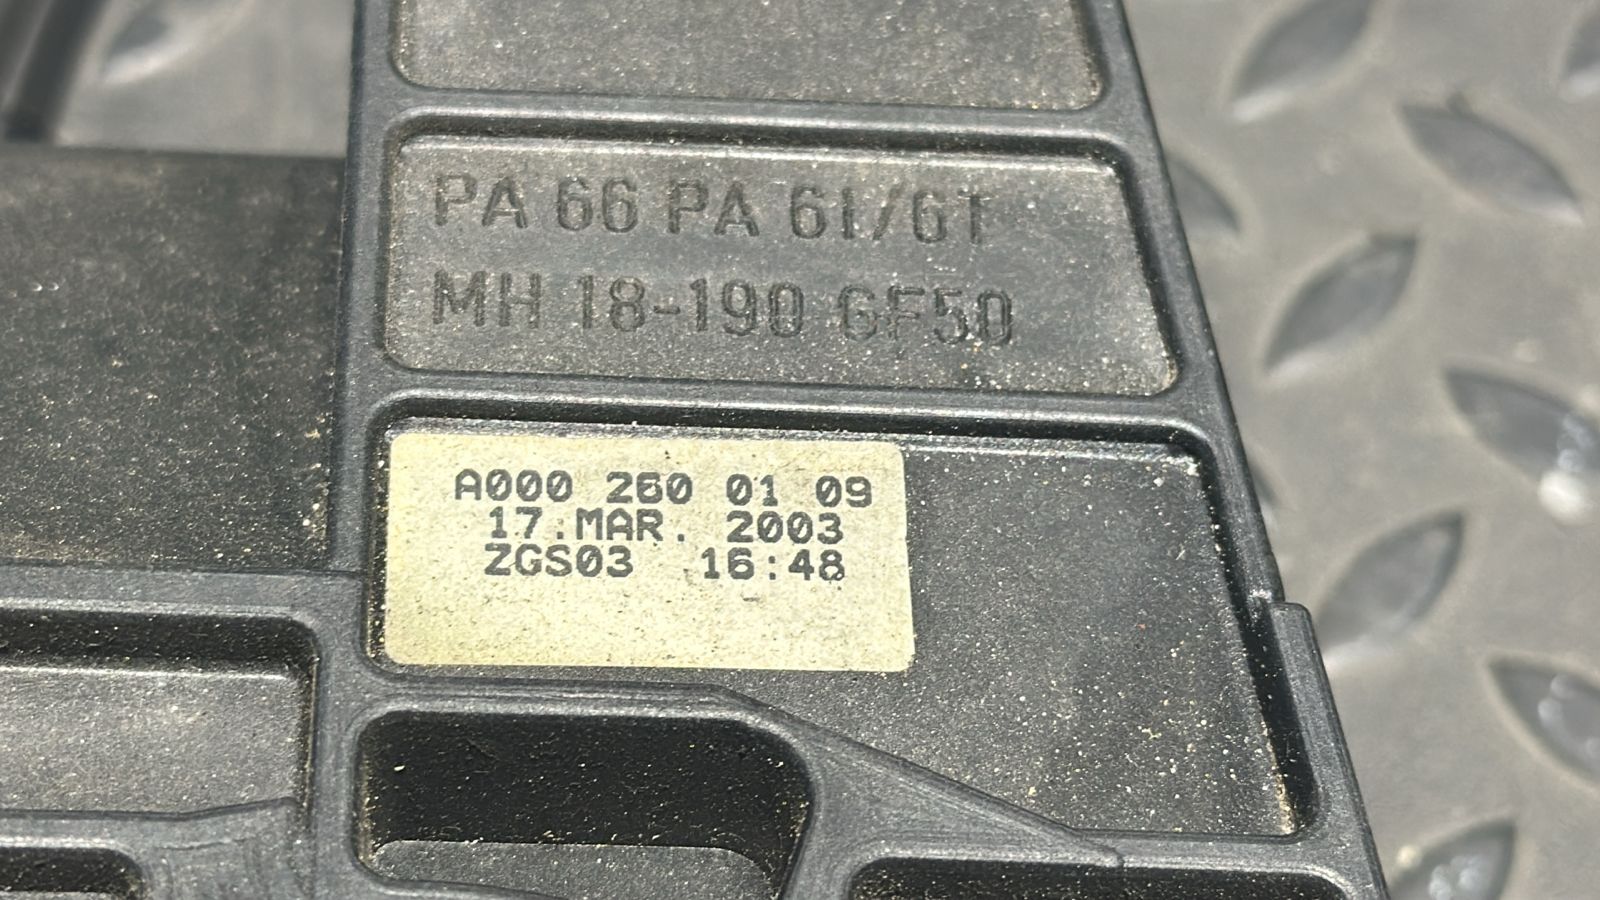 PA 66 PA 6I/6T
MH 18-190 GF50
A000 260 01 09
17.MAR. 2003
ZGS03 16:48